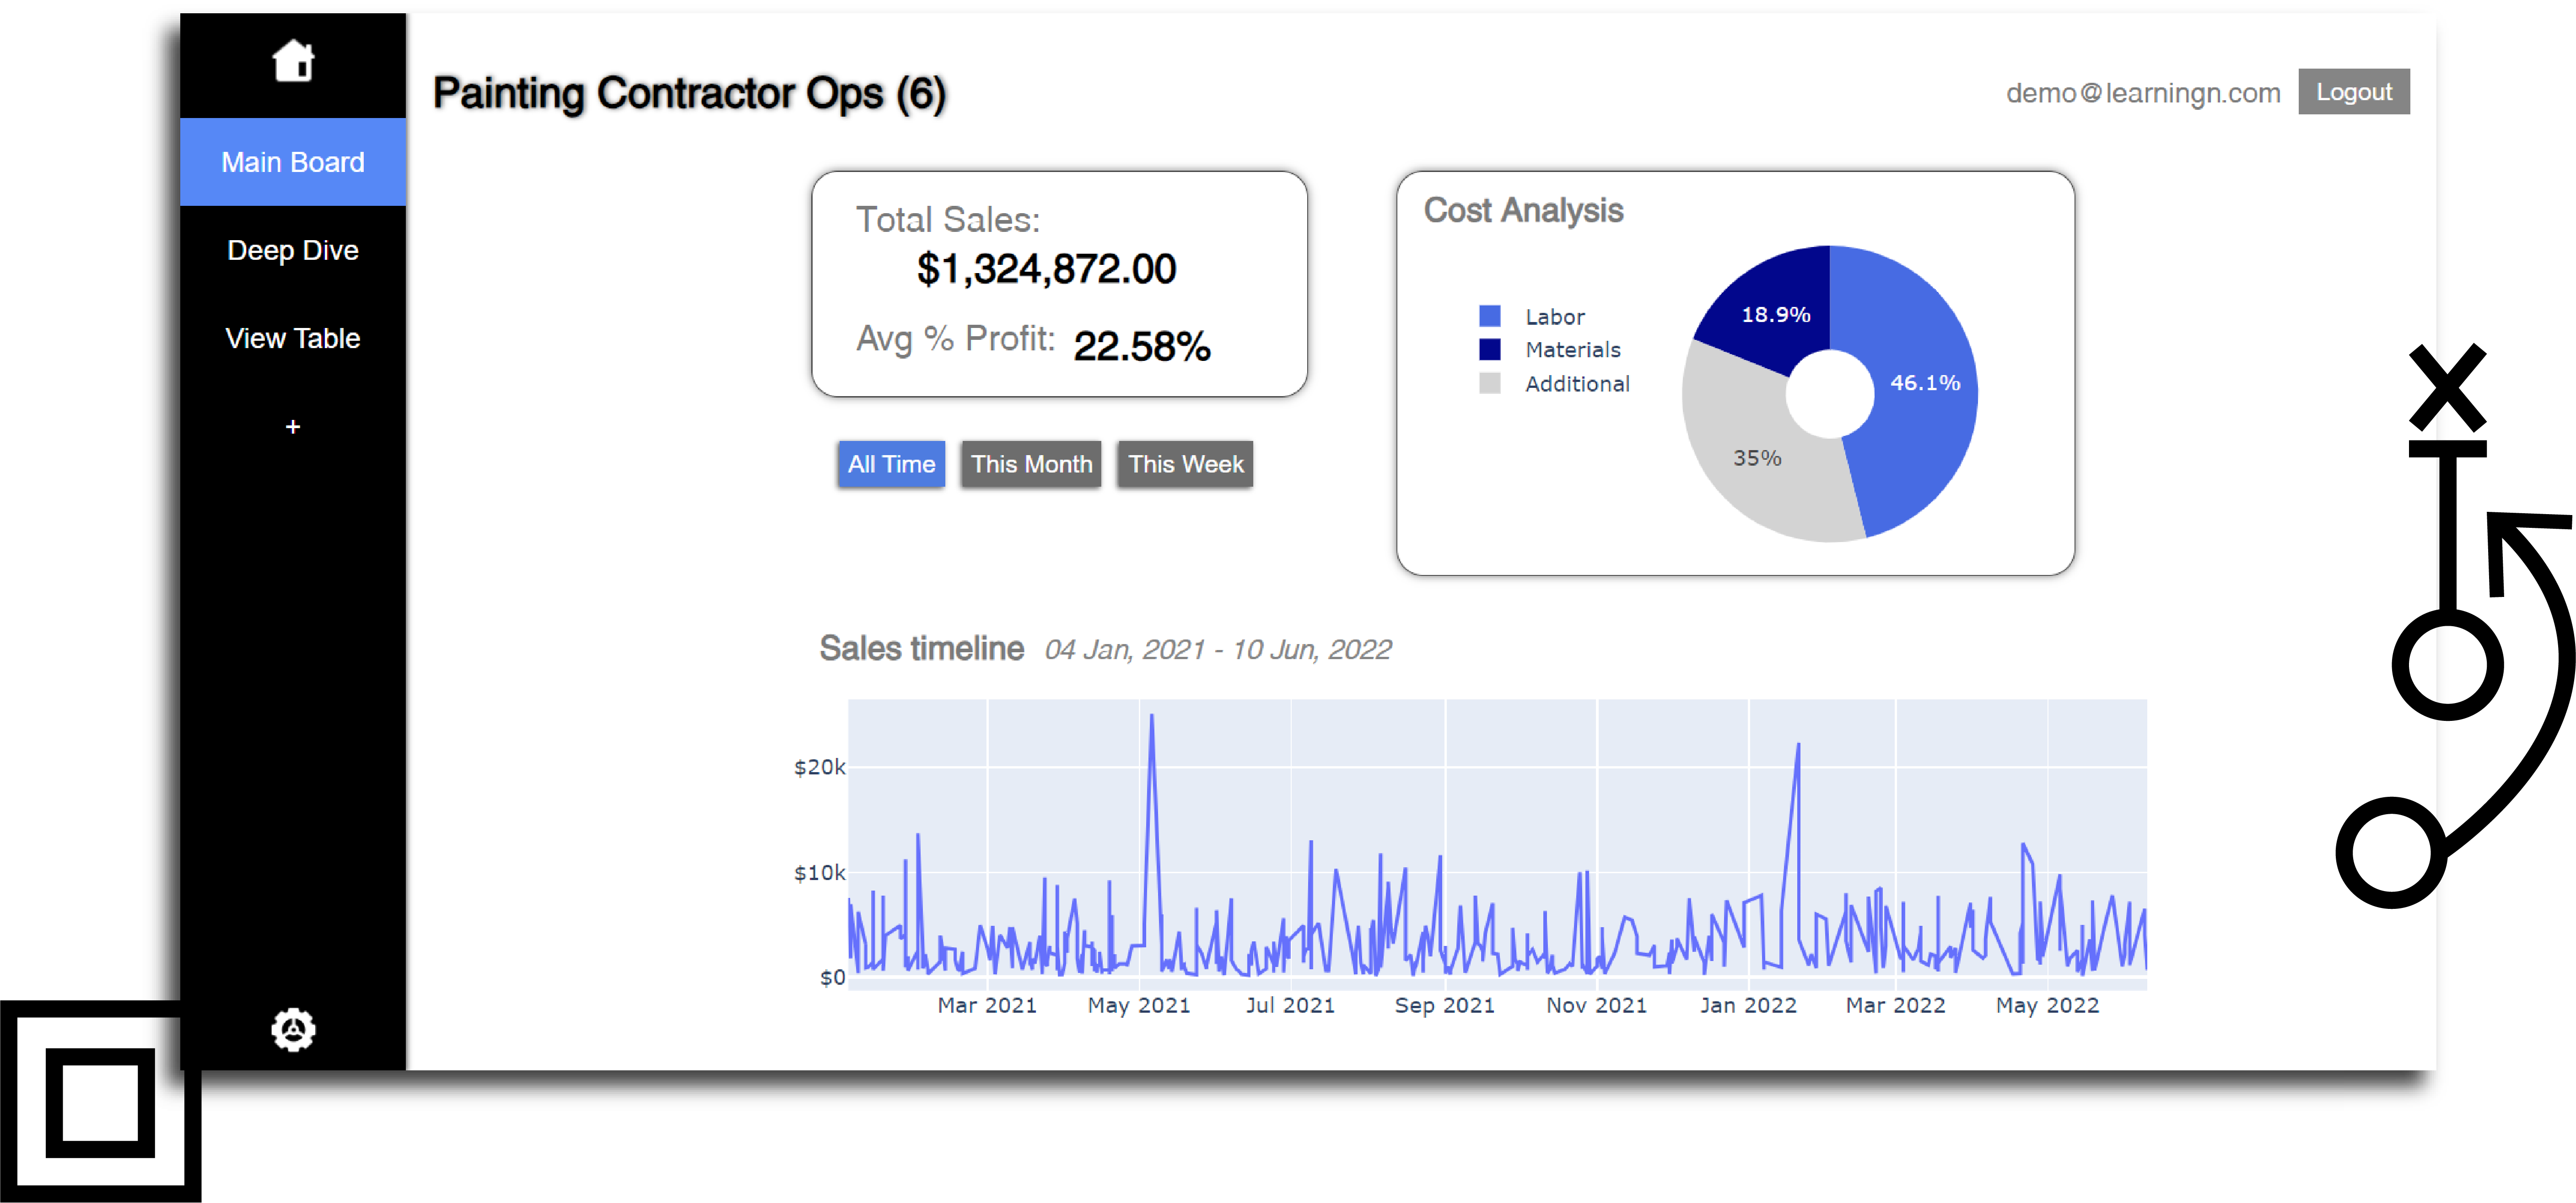 Painting Contractor Ops (6)
demo@learningn.com
Logout
Main Board
Deep Dive
View Table
+
Total Sales:
$1,324,872.00
Avg % Profit: 22.58%
All Time
This Month
This Week
Cost Analysis
Labor
Materials
Additional
18.9%
46.1%
35%
Sales timeline 04 Jan, 2021 - 10 Jun, 2022
$20k
$10k
$0
Mar 2021
May 2021
Jul 2021
Sep 2021
Nov 2021
Jan 2022
Mar 2022
May 2022